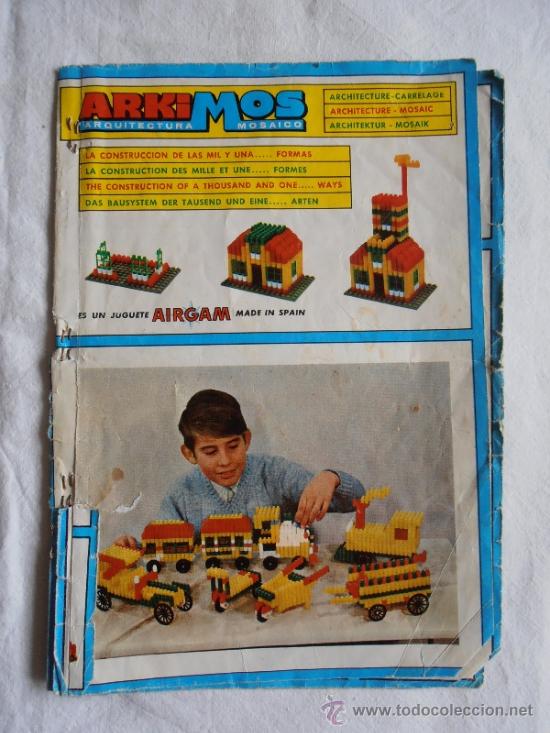 ARKiMOS
ARQUITECTURA MOSAICO
ARCHITECTURE-CARRELAGE
ARCHITECTURE - MOSAIC
ARCHITEKTUR - MOSAIK
LA CONSTRUCCION DE LAS MIL Y UNA..... FORMAS
LA CONSTRUCTION DES MILLE ET UNE..... FORMES
THE CONSTRUCTION OF A THOUSAND AND ONE..... WAYS
DAS BAUSYSTEM DER TAUSEND UND EINE..... ARTEN
ES UN JUGUETE AIRGAM MADE IN SPAIN
www.todocoleccion.net